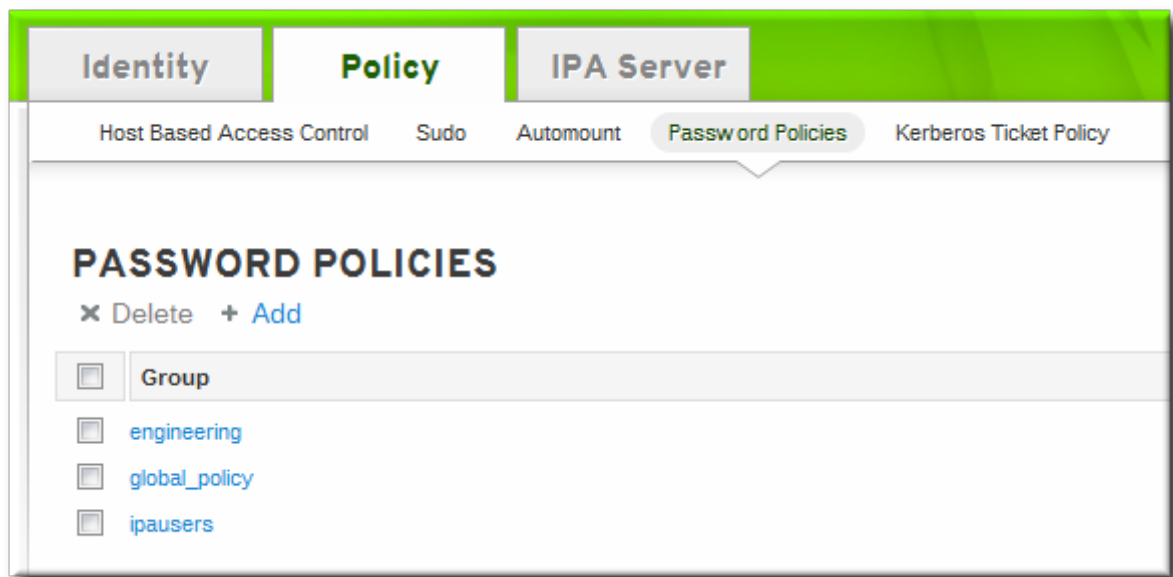 Identity Policy IPA Server
Host Based Access Control Sudo Automount Password Policies Kerberos Ticket Policy
PASSWORD POLICIES
Delete + Add
Group
engineering
global_policy
ipausers